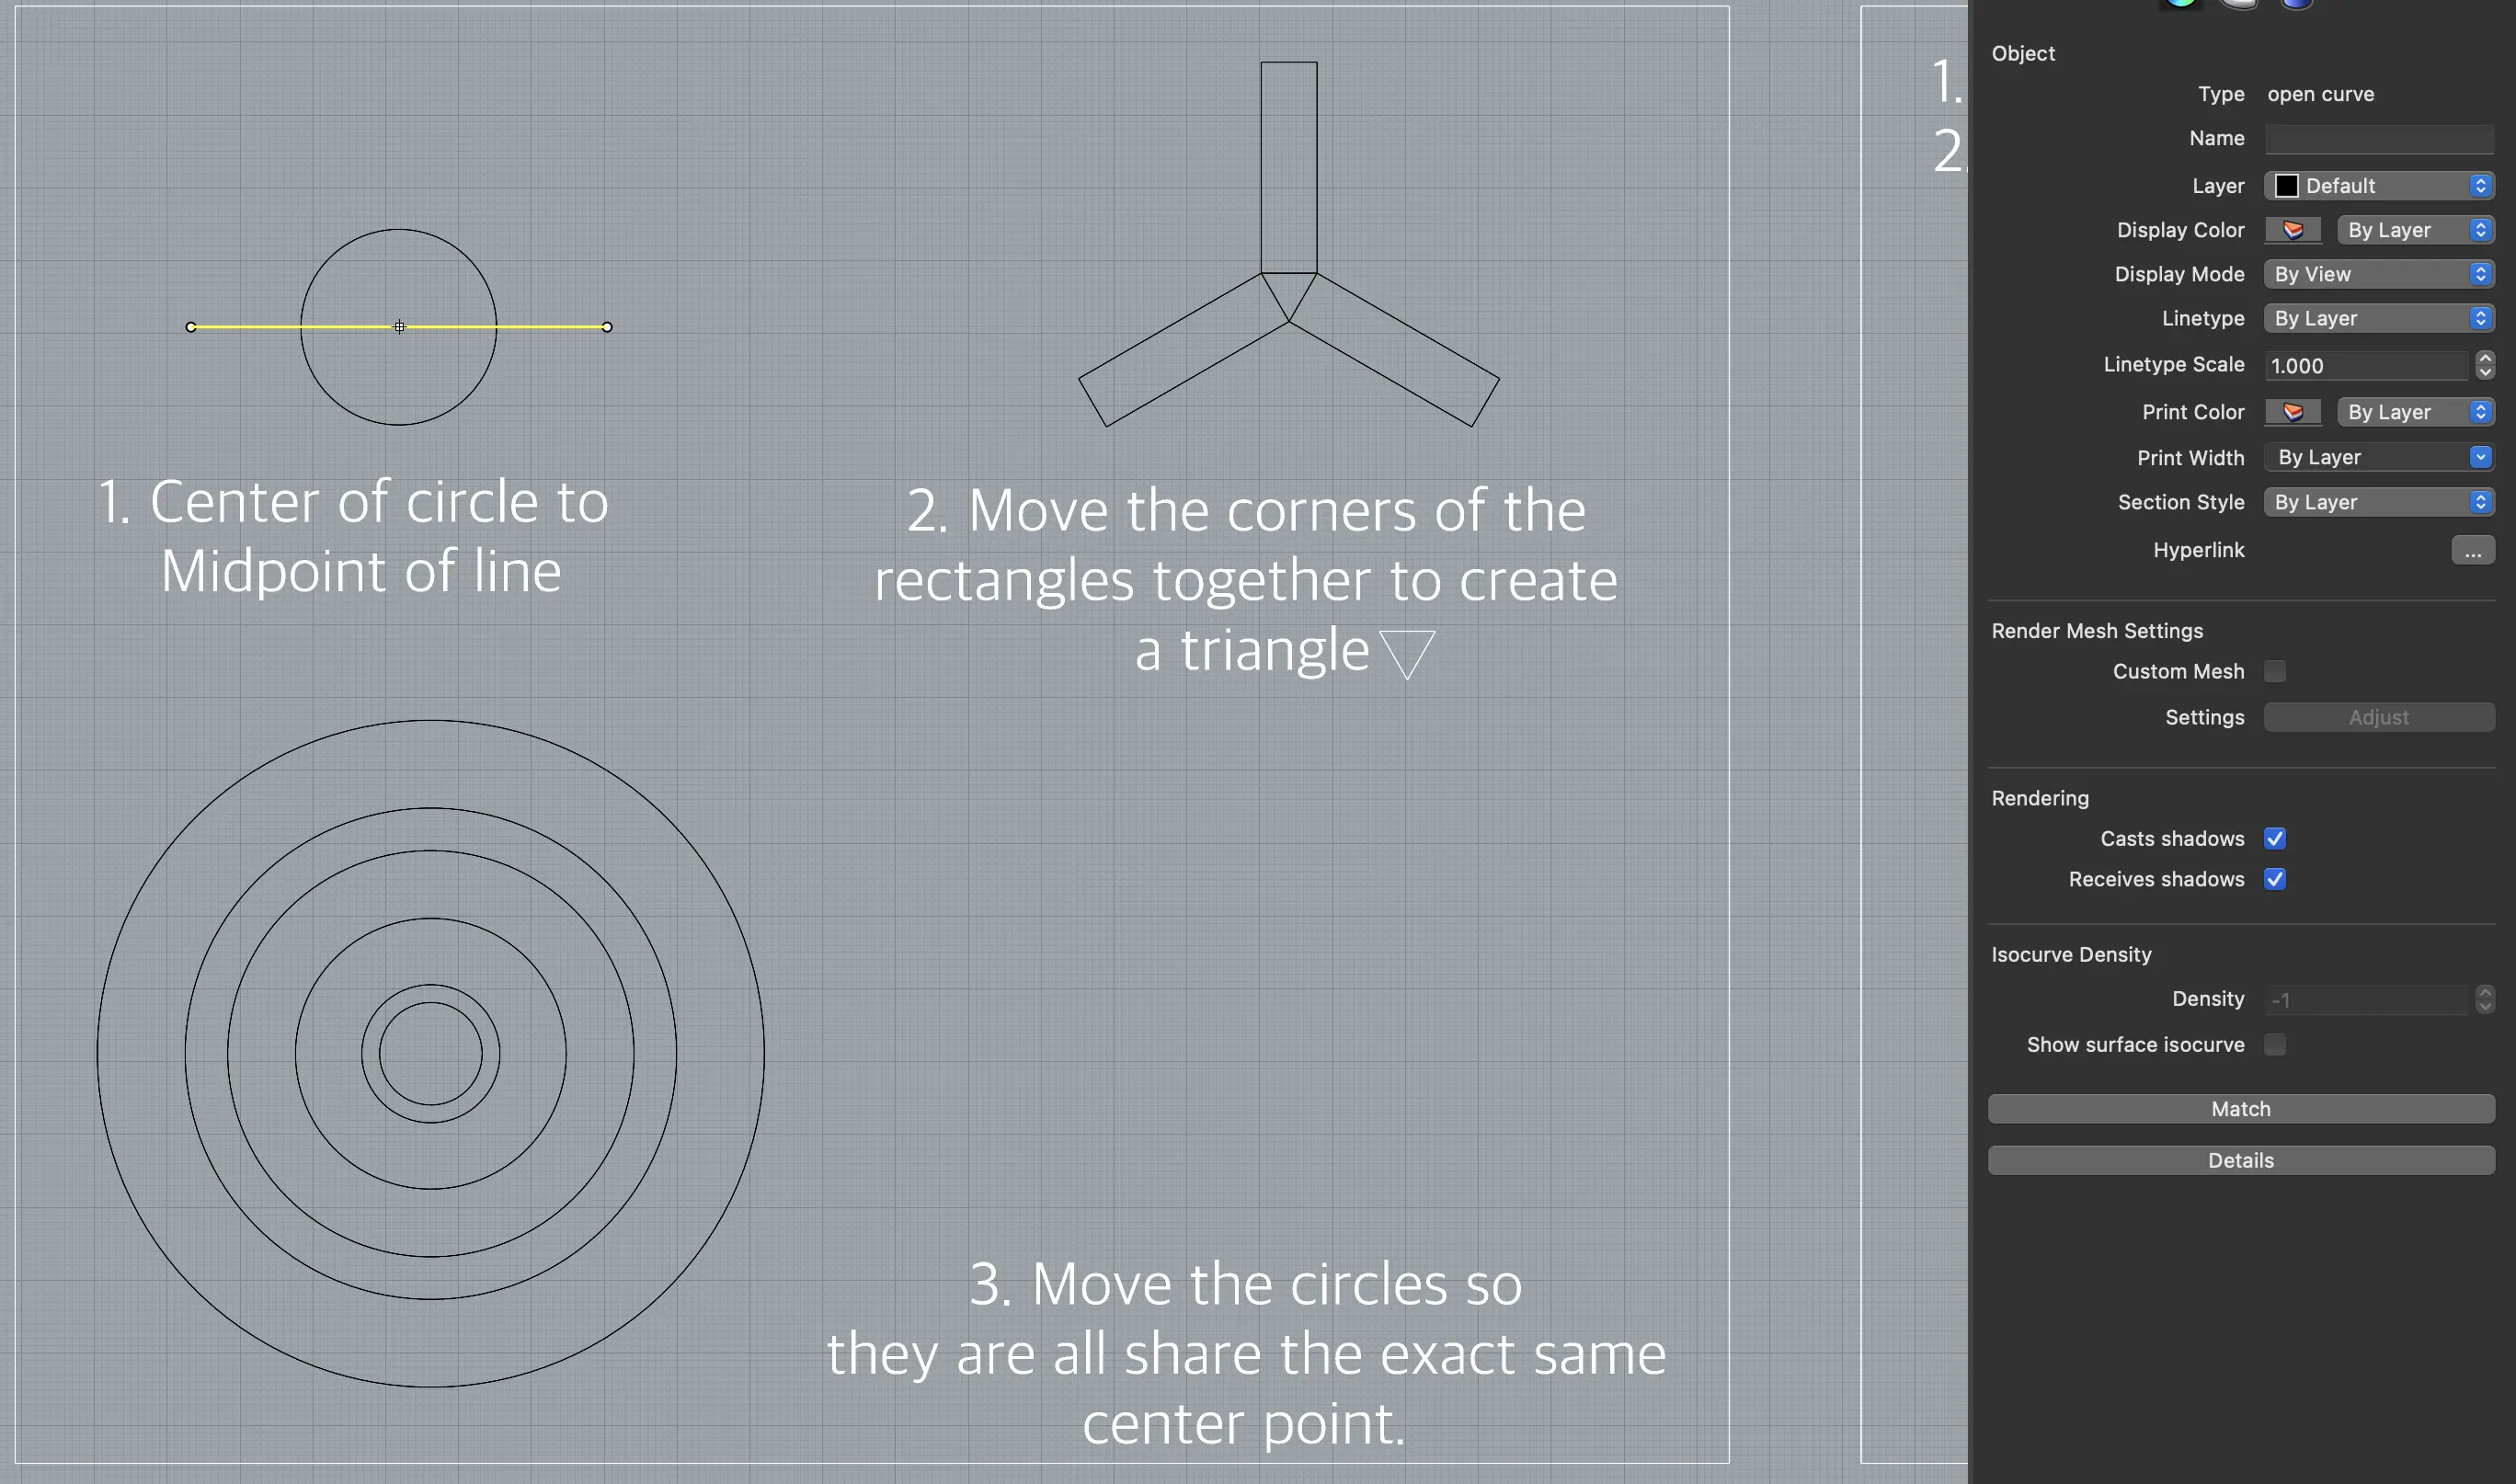 1. Center of circle to
Midpoint of line
2. Move the corners of the
rectangles together to create
a triangle
3. Move the circles so
they are all share the exact same
center point.
1.
2.
Object
Type open curve
Name
Layer Default
Display Color By Layer
Display Mode By View
Linetype By Layer
Linetype Scale 1.000
Print Color By Layer
Print Width By Layer
Section Style By Layer
Hyperlink ...
Render Mesh Settings
Custom Mesh
Settings Adjust
Rendering
Casts shadows
Receives shadows
Isocurve Density
Density -1
Show surface isocurve
Match
Details